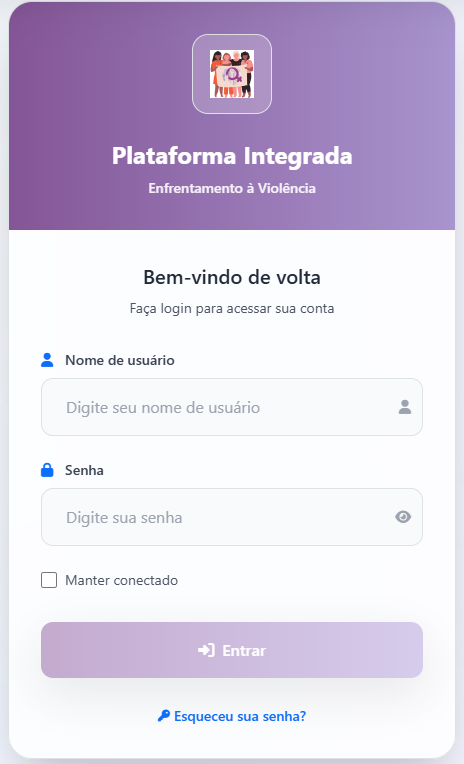 Plataforma Integrada
Enfrentamento à Violência
Bem-vindo de volta
Faça login para acessar sua conta
Nome de usuário
Digite seu nome de usuário
Senha
Digite sua senha
Manter conectado
Entrar
Esqueceu sua senha?